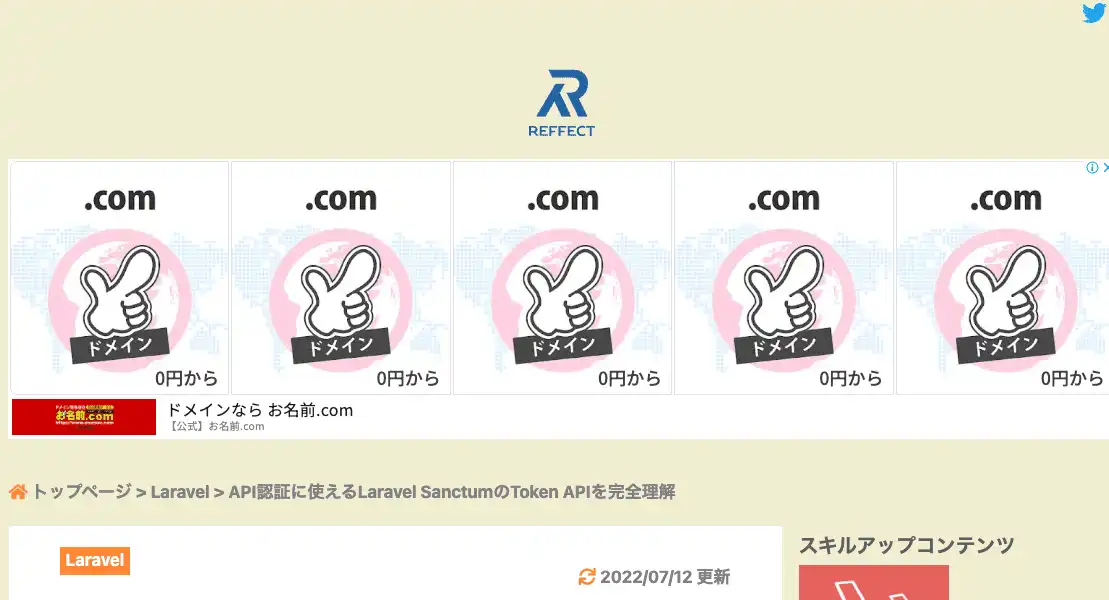 REFFECT
.com
ドメイン
0円から
.com
ドメイン
0円から
.com
ドメイン
0円から
.com
ドメイン
0円から
.com
ドメイン
0円から
お名前.com
ドメインなら お名前.com
【公式】お名前.com
トップページ > Laravel > API認証に使えるLaravel SanctumのToken APIを完全理解
Laravel
2022/07/12 更新
スキルアップコンテンツ